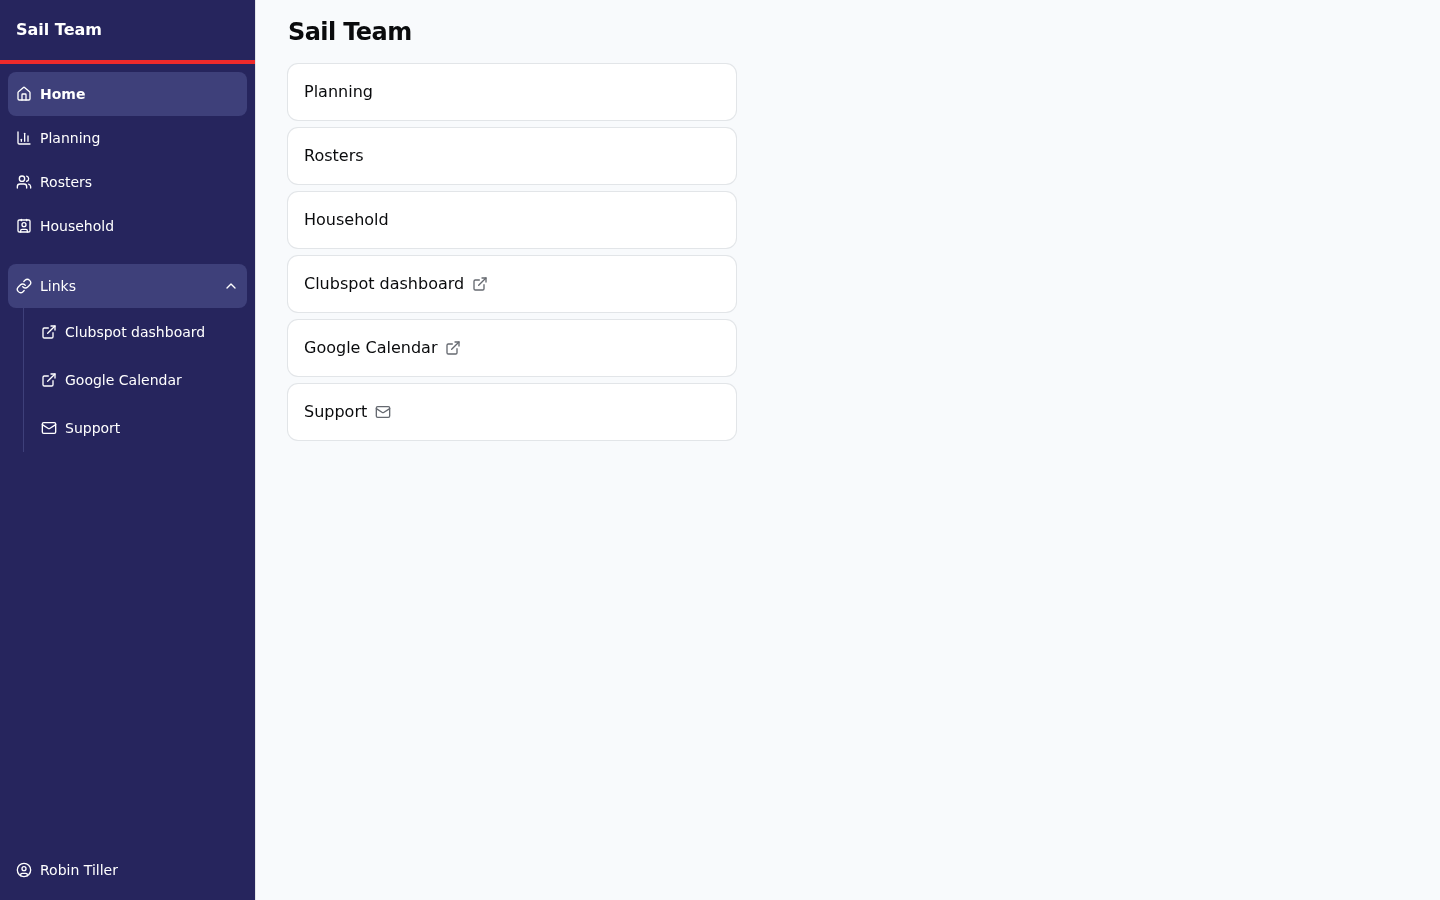 Sail Team
Home
Planning
Rosters
Household
Links
Clubspot dashboard
Google Calendar
Support
Robin Tiller
Sail Team
Planning
Rosters
Household
Clubspot dashboard
Google Calendar
Support